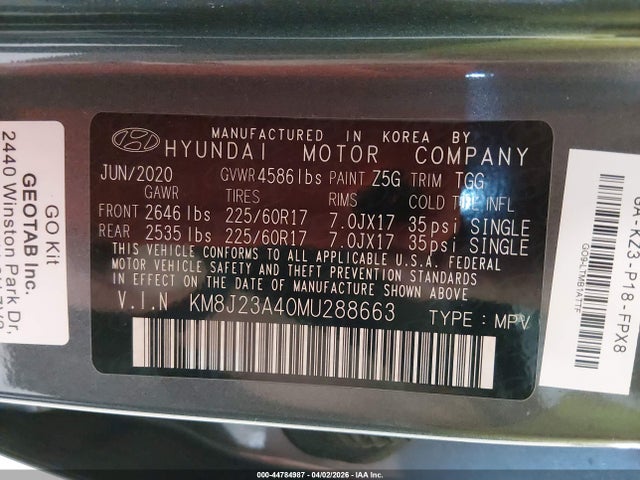 MANUFACTURED IN KOREA BY
HYUNDAI MOTOR COMPANY
JUN/2020 GVWR 4586 lbs PAINT Z5G TRIM TGG
GAWR TIRES RIMS COLD TIRE INFL
FRONT 2646 lbs 225/60R17 7.0JX17 35 psi SINGLE
REAR 2535 lbs 225/60R17 7.0JX17 35 psi SINGLE
THIS VEHICLE CONFORMS TO ALL APPLICABLE U.S.A. FEDERAL
MOTOR VEHICLE SAFETY, BUMPER, AND THEFT PREVENTION STANDARDS
IN EFFECT ON THE DATE OF MANUFACTURE SHOWN ABOVE.
V.I.N KM8J23A40MU288663 TYPE : MPV
GO Kit
GEOTAB Inc.
2440 Winston Park Dr.
000-44784987 04/02/2026 IAA Inc.